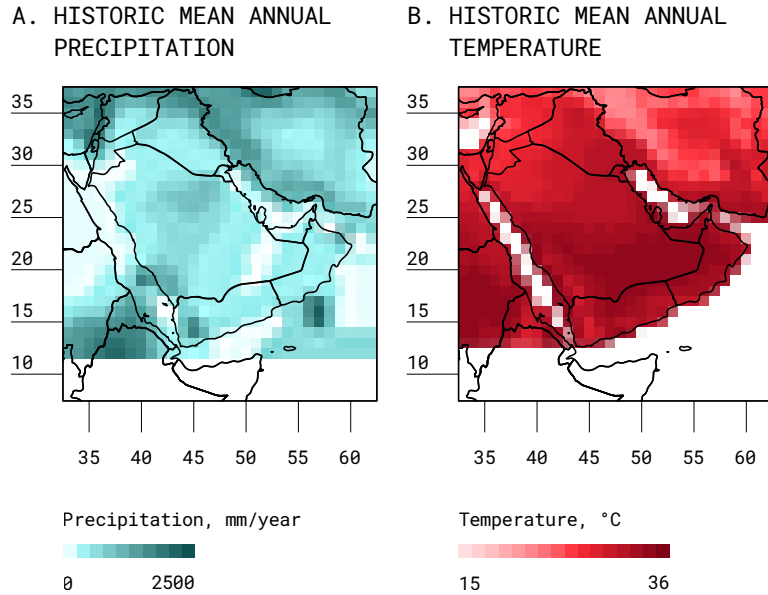 A. HISTORIC MEAN ANNUAL
PRECIPITATION
B. HISTORIC MEAN ANNUAL
TEMPERATURE
35
30
25
20
15
10
35 40 45 50 55 60
35
30
25
20
15
10
35 40 45 50 55 60
Precipitation, mm/year
0 2500
Temperature, °C
15 36